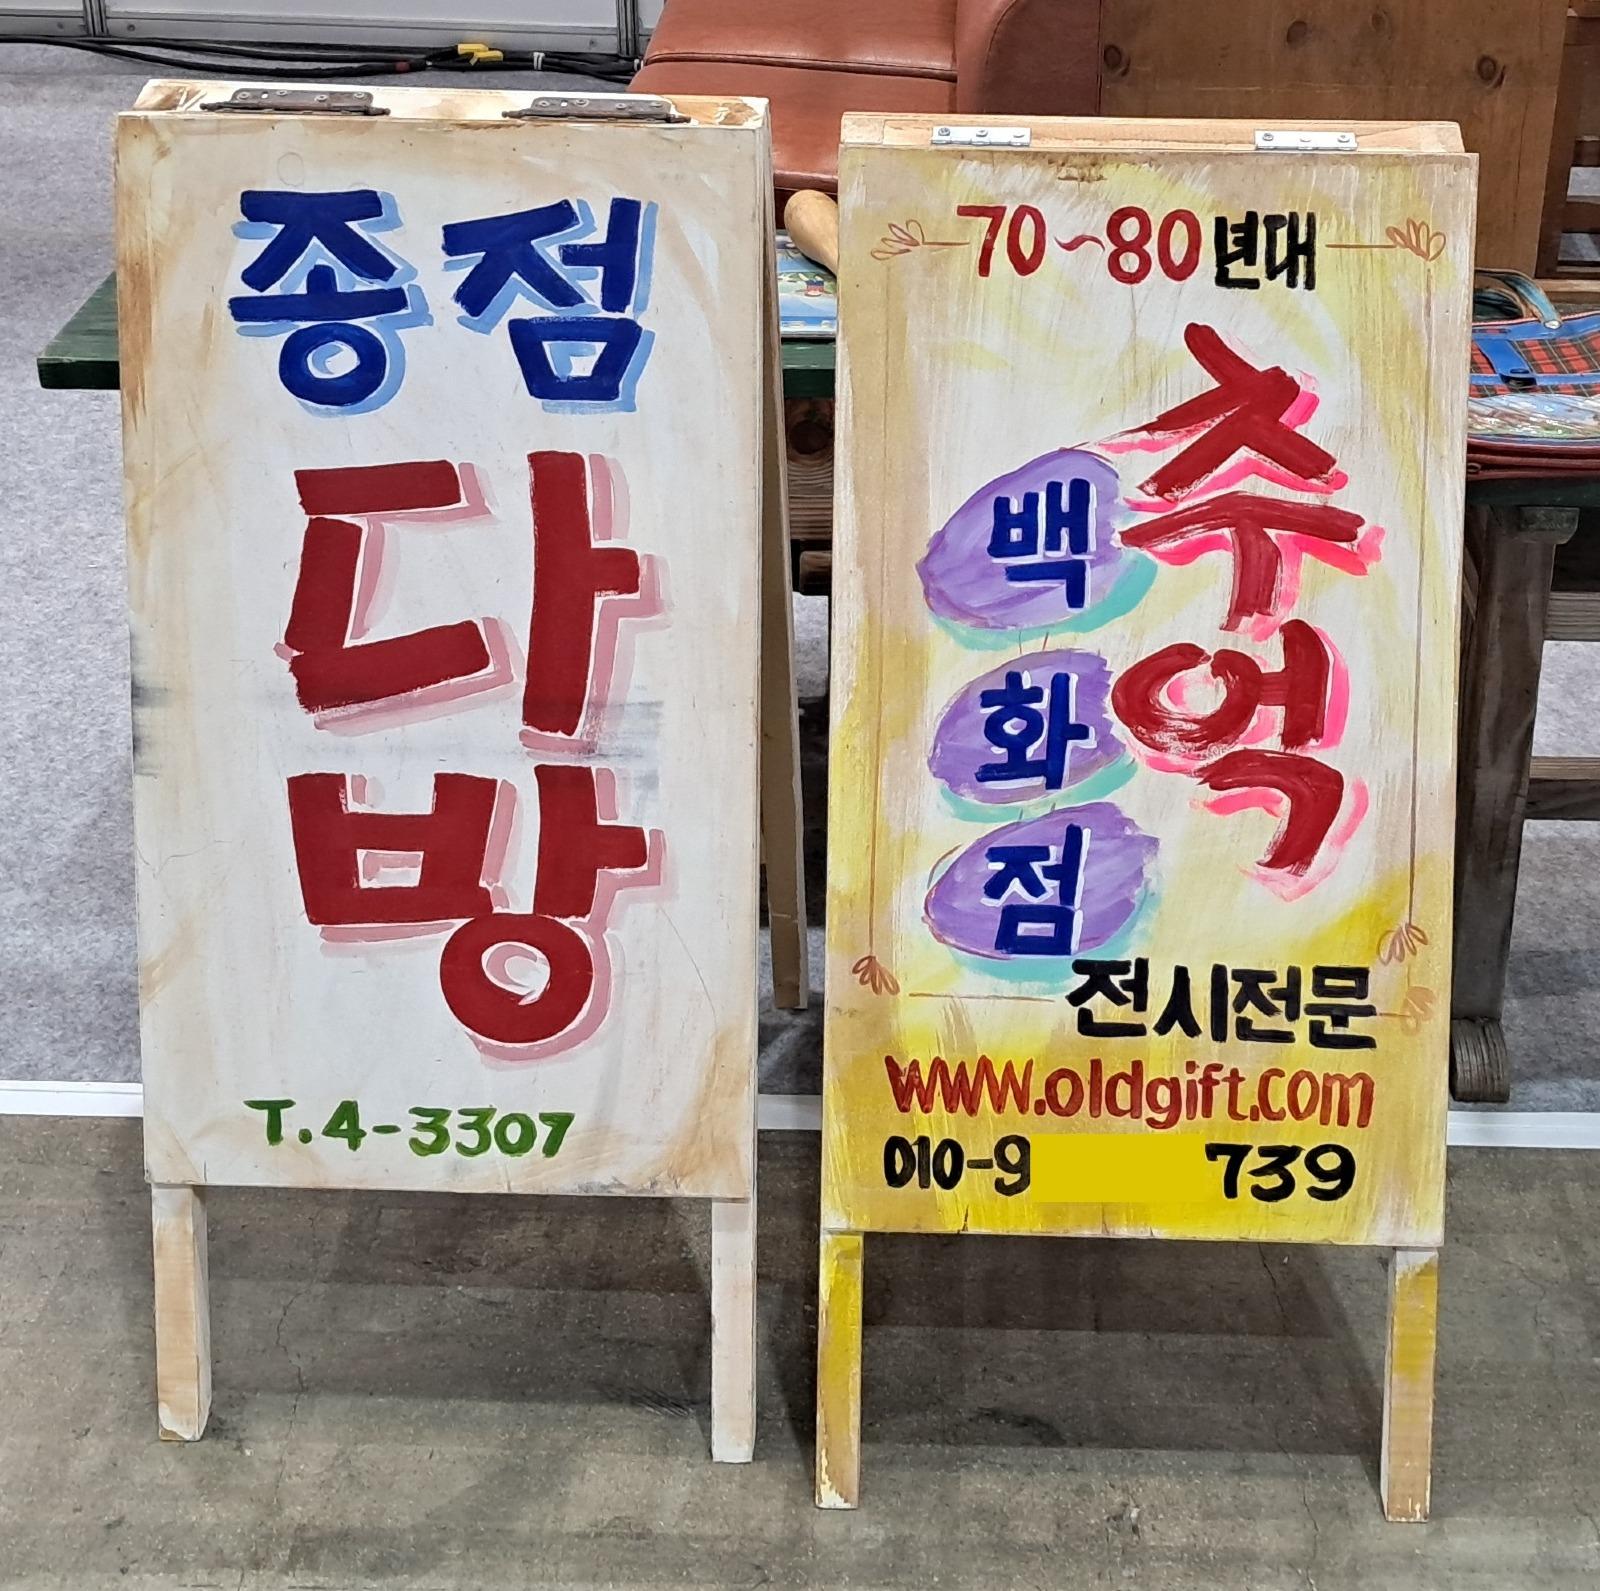 종점
다
방
T.4-3307
70~80년대
추억
백화점
전시전문
www.oldgift.com
010-9 739